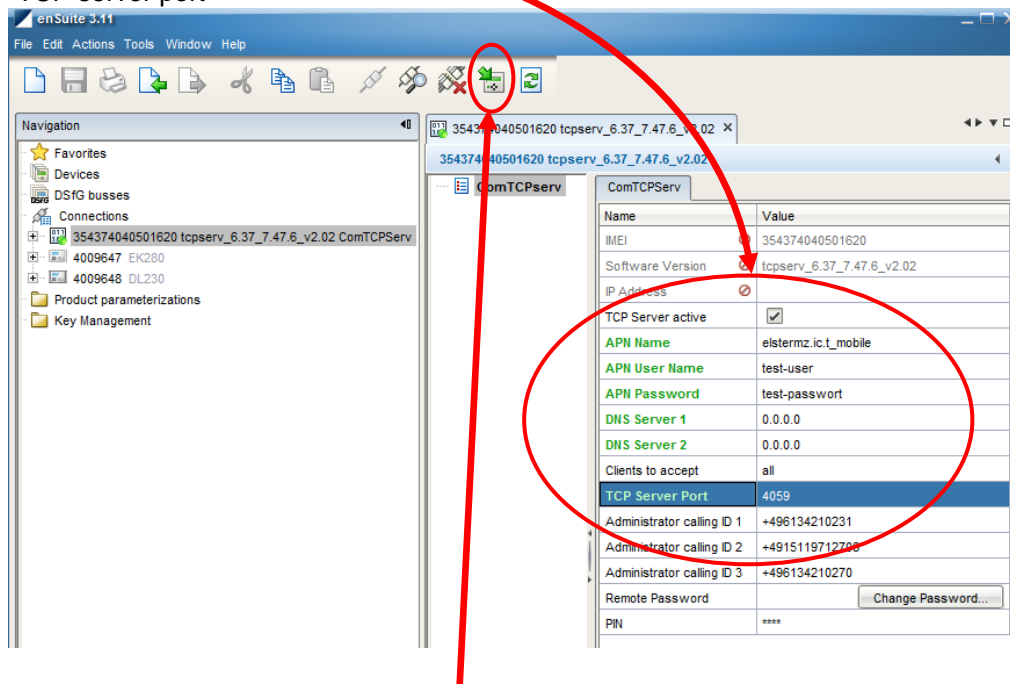 TCP server port
enSuite 3.11
File Edit Actions Tools Window Help
Navigation
Favorites
Devices
DSfG busses
Connections
354374040501620 tcpserv_6.37_7.47.6_v2.02 ComTCPServ
4009647 EK280
4009648 DL230
Product parameterizations
Key Management
354374040501620 tcpserv_6.37_7.47.6_v2.02
354374040501620 tcpserv_6.37_7.47.6_v2.02
ComTCPserv
ComTCPServ
Name Value
IMEI 354374040501620
Software Version tcpserv_6.37_7.47.6_v2.02
IP Address
TCP Server active
APN Name elstermz.ic.t_mobile
APN User Name test-user
APN Password test-passwort
DNS Server 1 0.0.0.0
DNS Server 2 0.0.0.0
Clients to accept all
TCP Server Port 4059
Administrator calling ID 1 +496134210231
Administrator calling ID 2
Administrator calling ID 3 +496134210270
Remote Password Change Password...
PIN ****